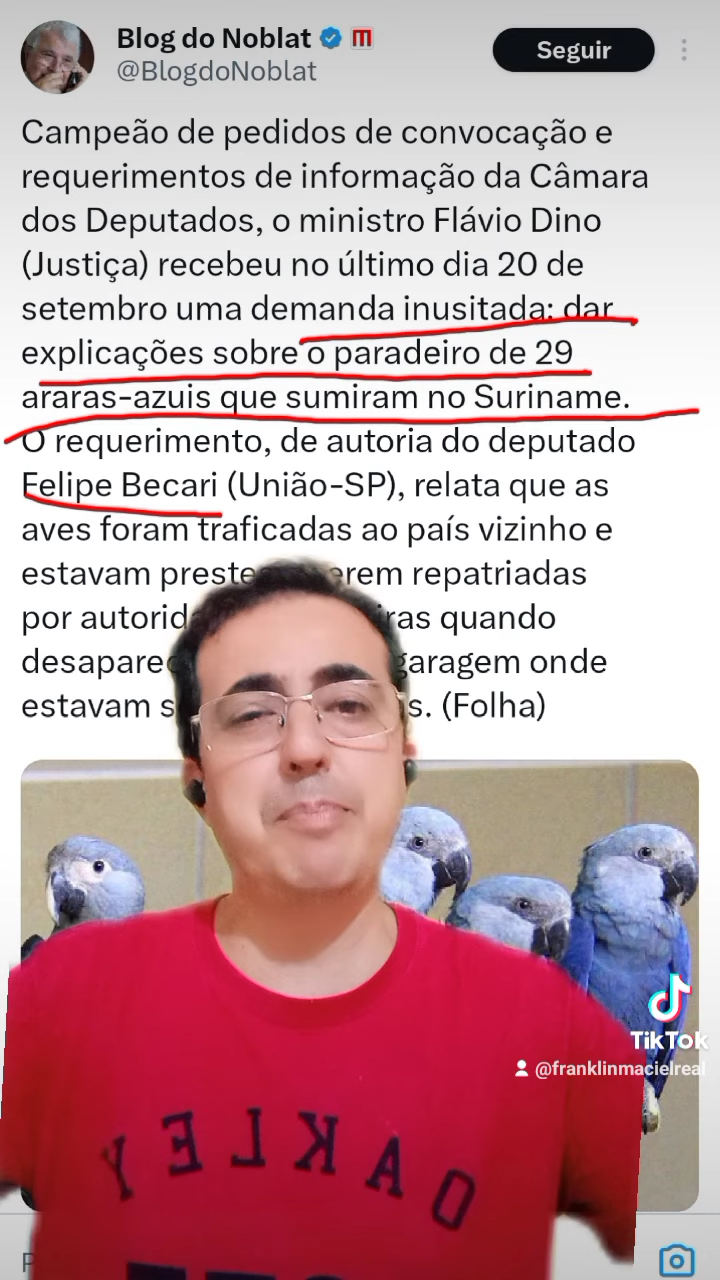 Blog do Noblat
@BlogdoNoblat
Seguir
Campeão de pedidos de convocação e
requerimentos de informação da Câmara
dos Deputados, o ministro Flávio Dino
(Justiça) recebeu no último dia 20 de
setembro uma demanda inusitada: dar
explicações sobre o paradeiro de 29
araras-azuis que sumiram no Suriname.
O requerimento, de autoria do deputado
Felipe Becari (União-SP), relata que as
aves foram traficadas ao país vizinho e
estavam erem repatriadas
por quando
garagem onde
estavam (Folha)
TikTok
@franklinmacielreal
OAKLEY